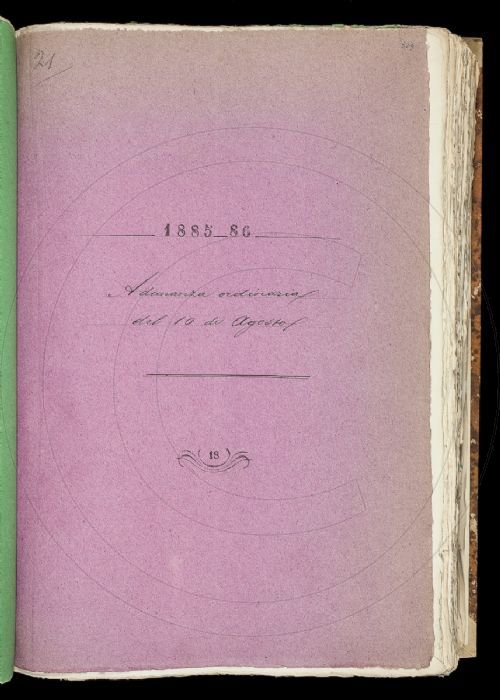 21
1885_86
Adunanza ordinaria
del 10 di Agosto
18